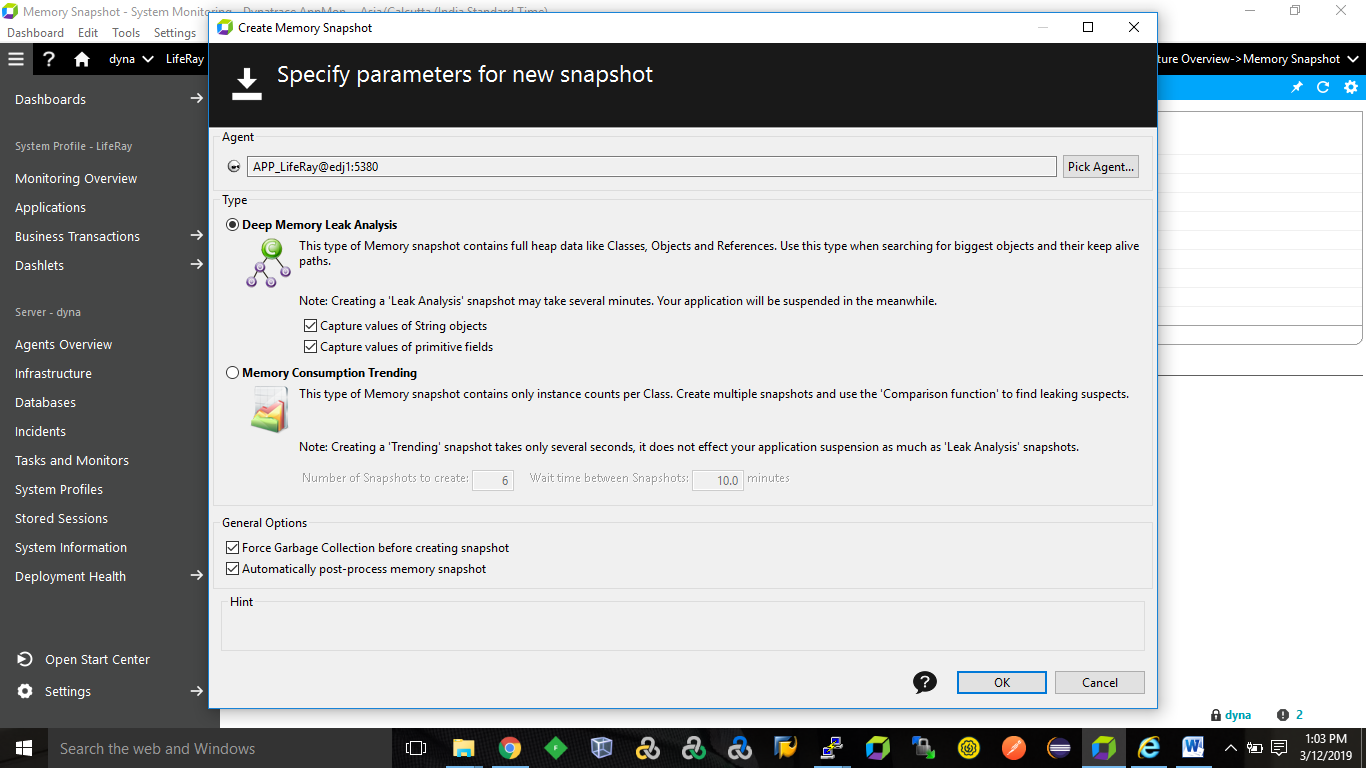 Memory Snapshot - System Monitoring - Dynatrace AppMon - Asia/Calcutta (India Standard Time)
Dashboard Edit Tools Settings
dyna LifeRay
ture Overview->Memory Snapshot
Create Memory Snapshot
Specify parameters for new snapshot
Dashboards
System Profile - LifeRay
Monitoring Overview
Applications
Business Transactions
Dashlets
Server - dyna
Agents Overview
Infrastructure
Databases
Incidents
Tasks and Monitors
System Profiles
Stored Sessions
System Information
Deployment Health
Open Start Center
Settings
Agent
APP_LifeRay@edj1:5380
Pick Agent...
Type
Deep Memory Leak Analysis
This type of Memory snapshot contains full heap data like Classes, Objects and References. Use this type when searching for biggest objects and their keep alive
paths.
Note: Creating a 'Leak Analysis' snapshot may take several minutes. Your application will be suspended in the meanwhile.
Capture values of String objects
Capture values of primitive fields
Memory Consumption Trending
This type of Memory snapshot contains only instance counts per Class. Create multiple snapshots and use the 'Comparison function' to find leaking suspects.
Note: Creating a 'Trending' snapshot takes only several seconds, it does not effect your application suspension as much as 'Leak Analysis' snapshots.
Number of Snapshots to create: 6 Wait time between Snapshots: 10.0 minutes
General Options
Force Garbage Collection before creating snapshot
Automatically post-process memory snapshot
Hint
? OK Cancel
dyna 2
Search the web and Windows
1:03 PM
3/12/2019